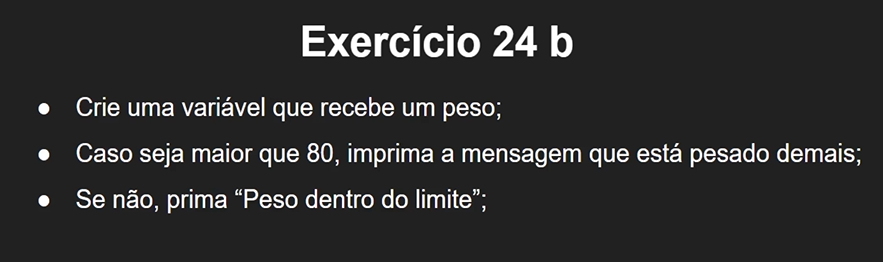 Exercício 24 b
● Crie uma variável que recebe um peso;
● Caso seja maior que 80, imprima a mensagem que está pesado demais;
● Se não, prima “Peso dentro do limite”;